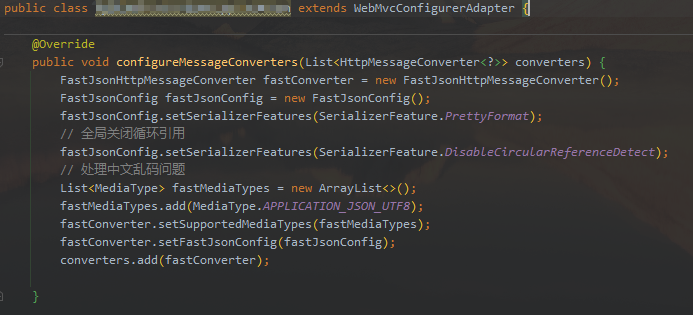 public class extends WebMvcConfigurerAdapter {
@Override
public void configureMessageConverters(List<HttpMessageConverter<?>> converters) {
FastJsonHttpMessageConverter fastConverter = new FastJsonHttpMessageConverter();
FastJsonConfig fastJsonConfig = new FastJsonConfig();
fastJsonConfig.setSerializerFeatures(SerializerFeature.PrettyFormat);
// 全局关闭循环引用
fastJsonConfig.setSerializerFeatures(SerializerFeature.DisableCircularReferenceDetect);
// 处理中文乱码问题
List<MediaType> fastMediaTypes = new ArrayList<>();
fastMediaTypes.add(MediaType.APPLICATION_JSON_UTF8);
fastConverter.setSupportedMediaTypes(fastMediaTypes);
fastConverter.setFastJsonConfig(fastJsonConfig);
converters.add(fastConverter);
}